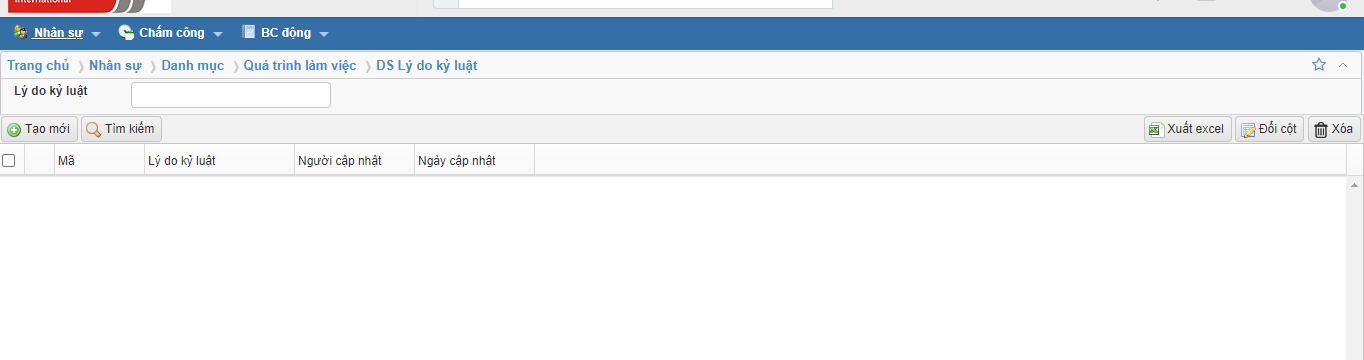 International
Nhân sự Chấm công BC động
Trang chủ Nhân sự Danh mục Quá trình làm việc DS Lý do kỷ luật
Lý do kỷ luật
Tạo mới Tìm kiếm Xuất excel Đổi cột Xóa
Mã Lý do kỷ luật Người cập nhật Ngày cập nhật